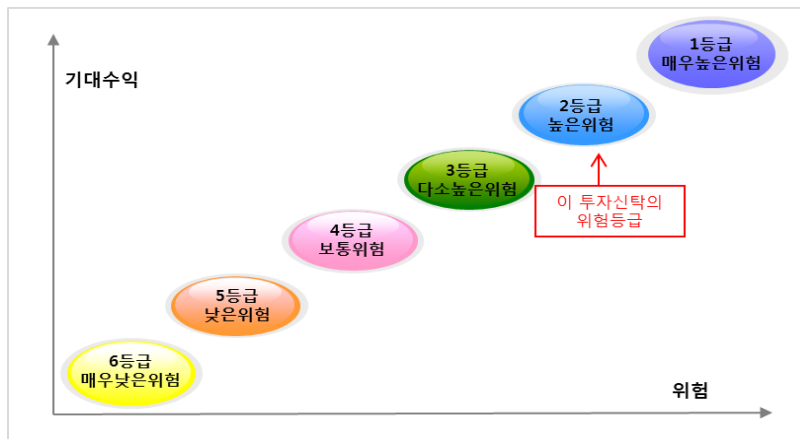 1등급
매우높은위험
기대수익
2등급
높은위험
3등급
다소높은위험
이 투자신탁의
위험등급
4등급
보통위험
5등급
낮은위험
6등급
매우낮은위험
위험